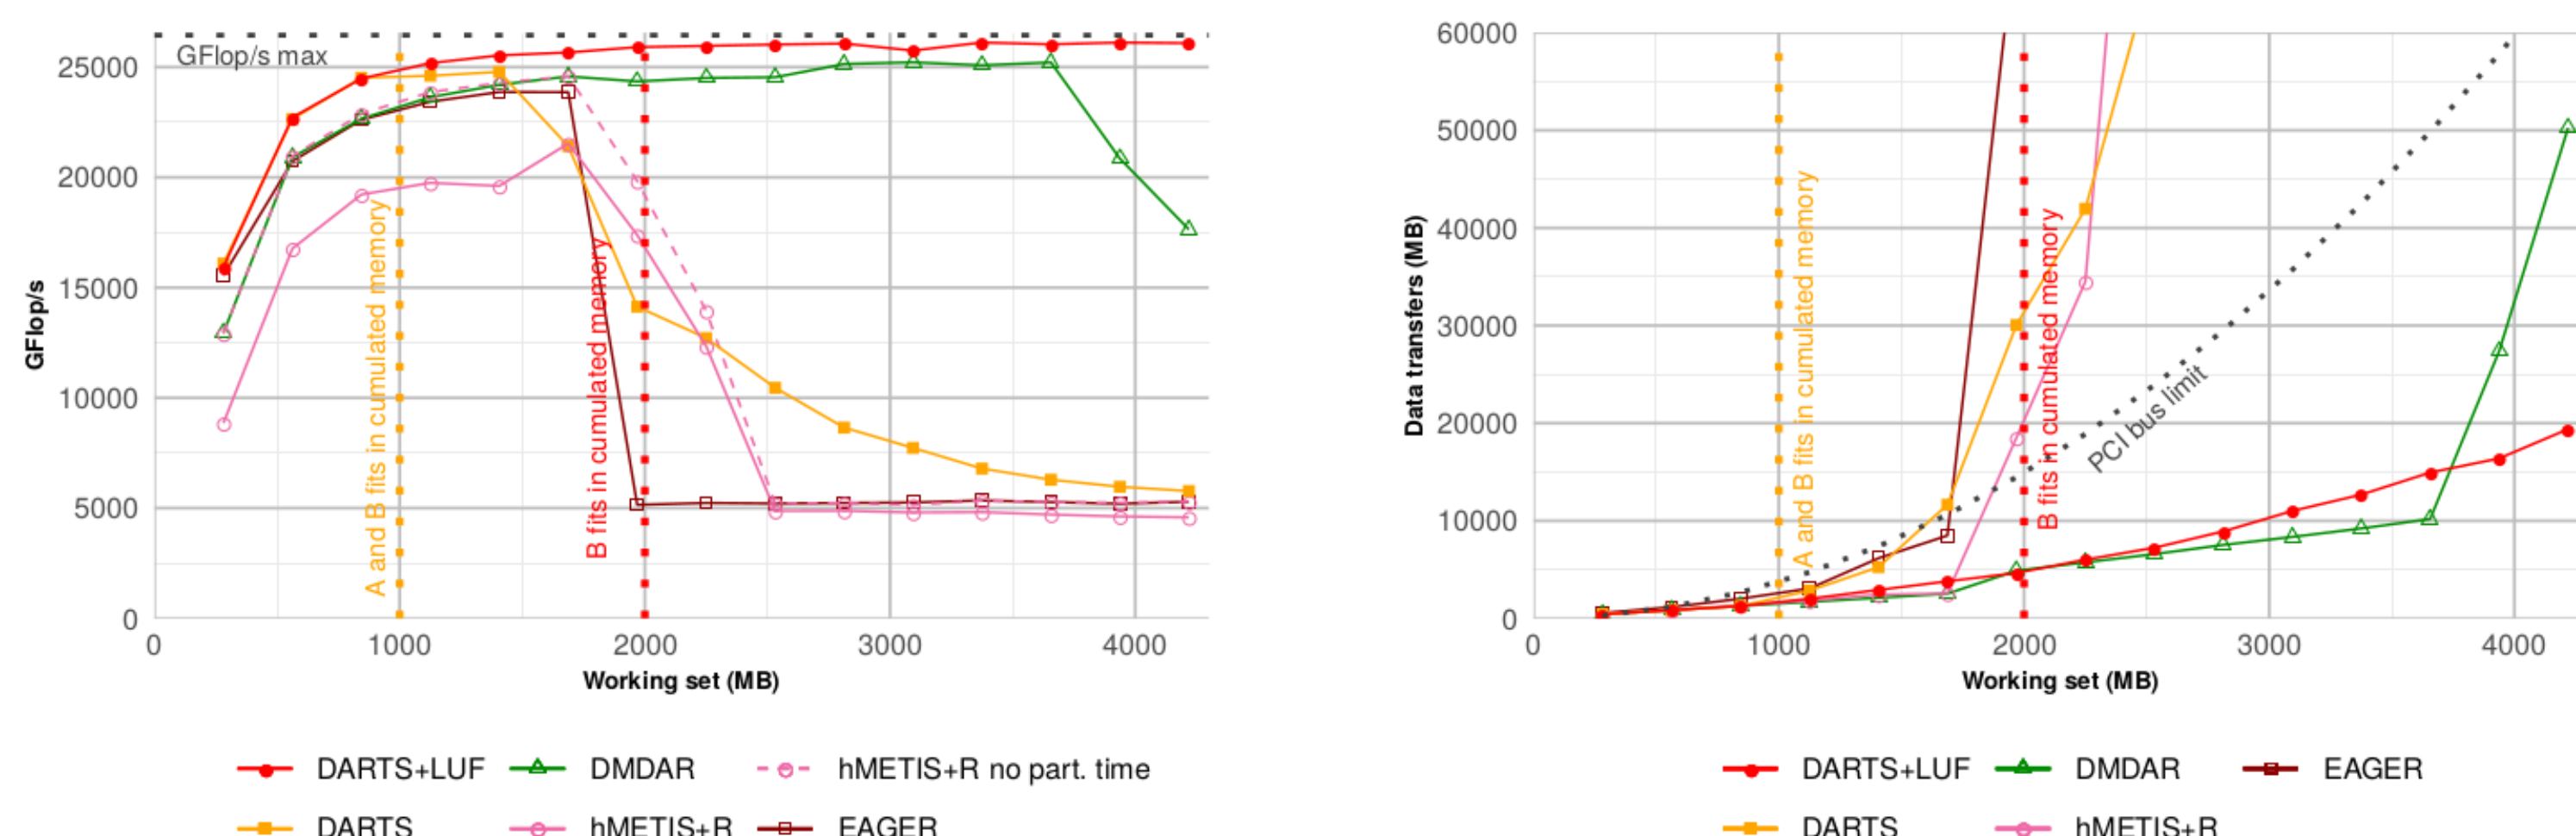 GFlop/s max
25000
20000
15000
10000
5000
0
GFlop/s
A and B fits in cumulated memory
B fits in cumulated memory
0 1000 2000 3000 4000
Working set (MB)
DARTS+LUF DMDAR hMETIS+R no part. time
DARTS hMETIS+R EAGER
60000
50000
40000
30000
20000
10000
0
Data transfers (MB)
A and B fits in cumulated memory
B fits in cumulated memory
PCI bus limit
0 1000 2000 3000 4000
Working set (MB)
DARTS+LUF DMDAR EAGER
DARTS hMETIS+R